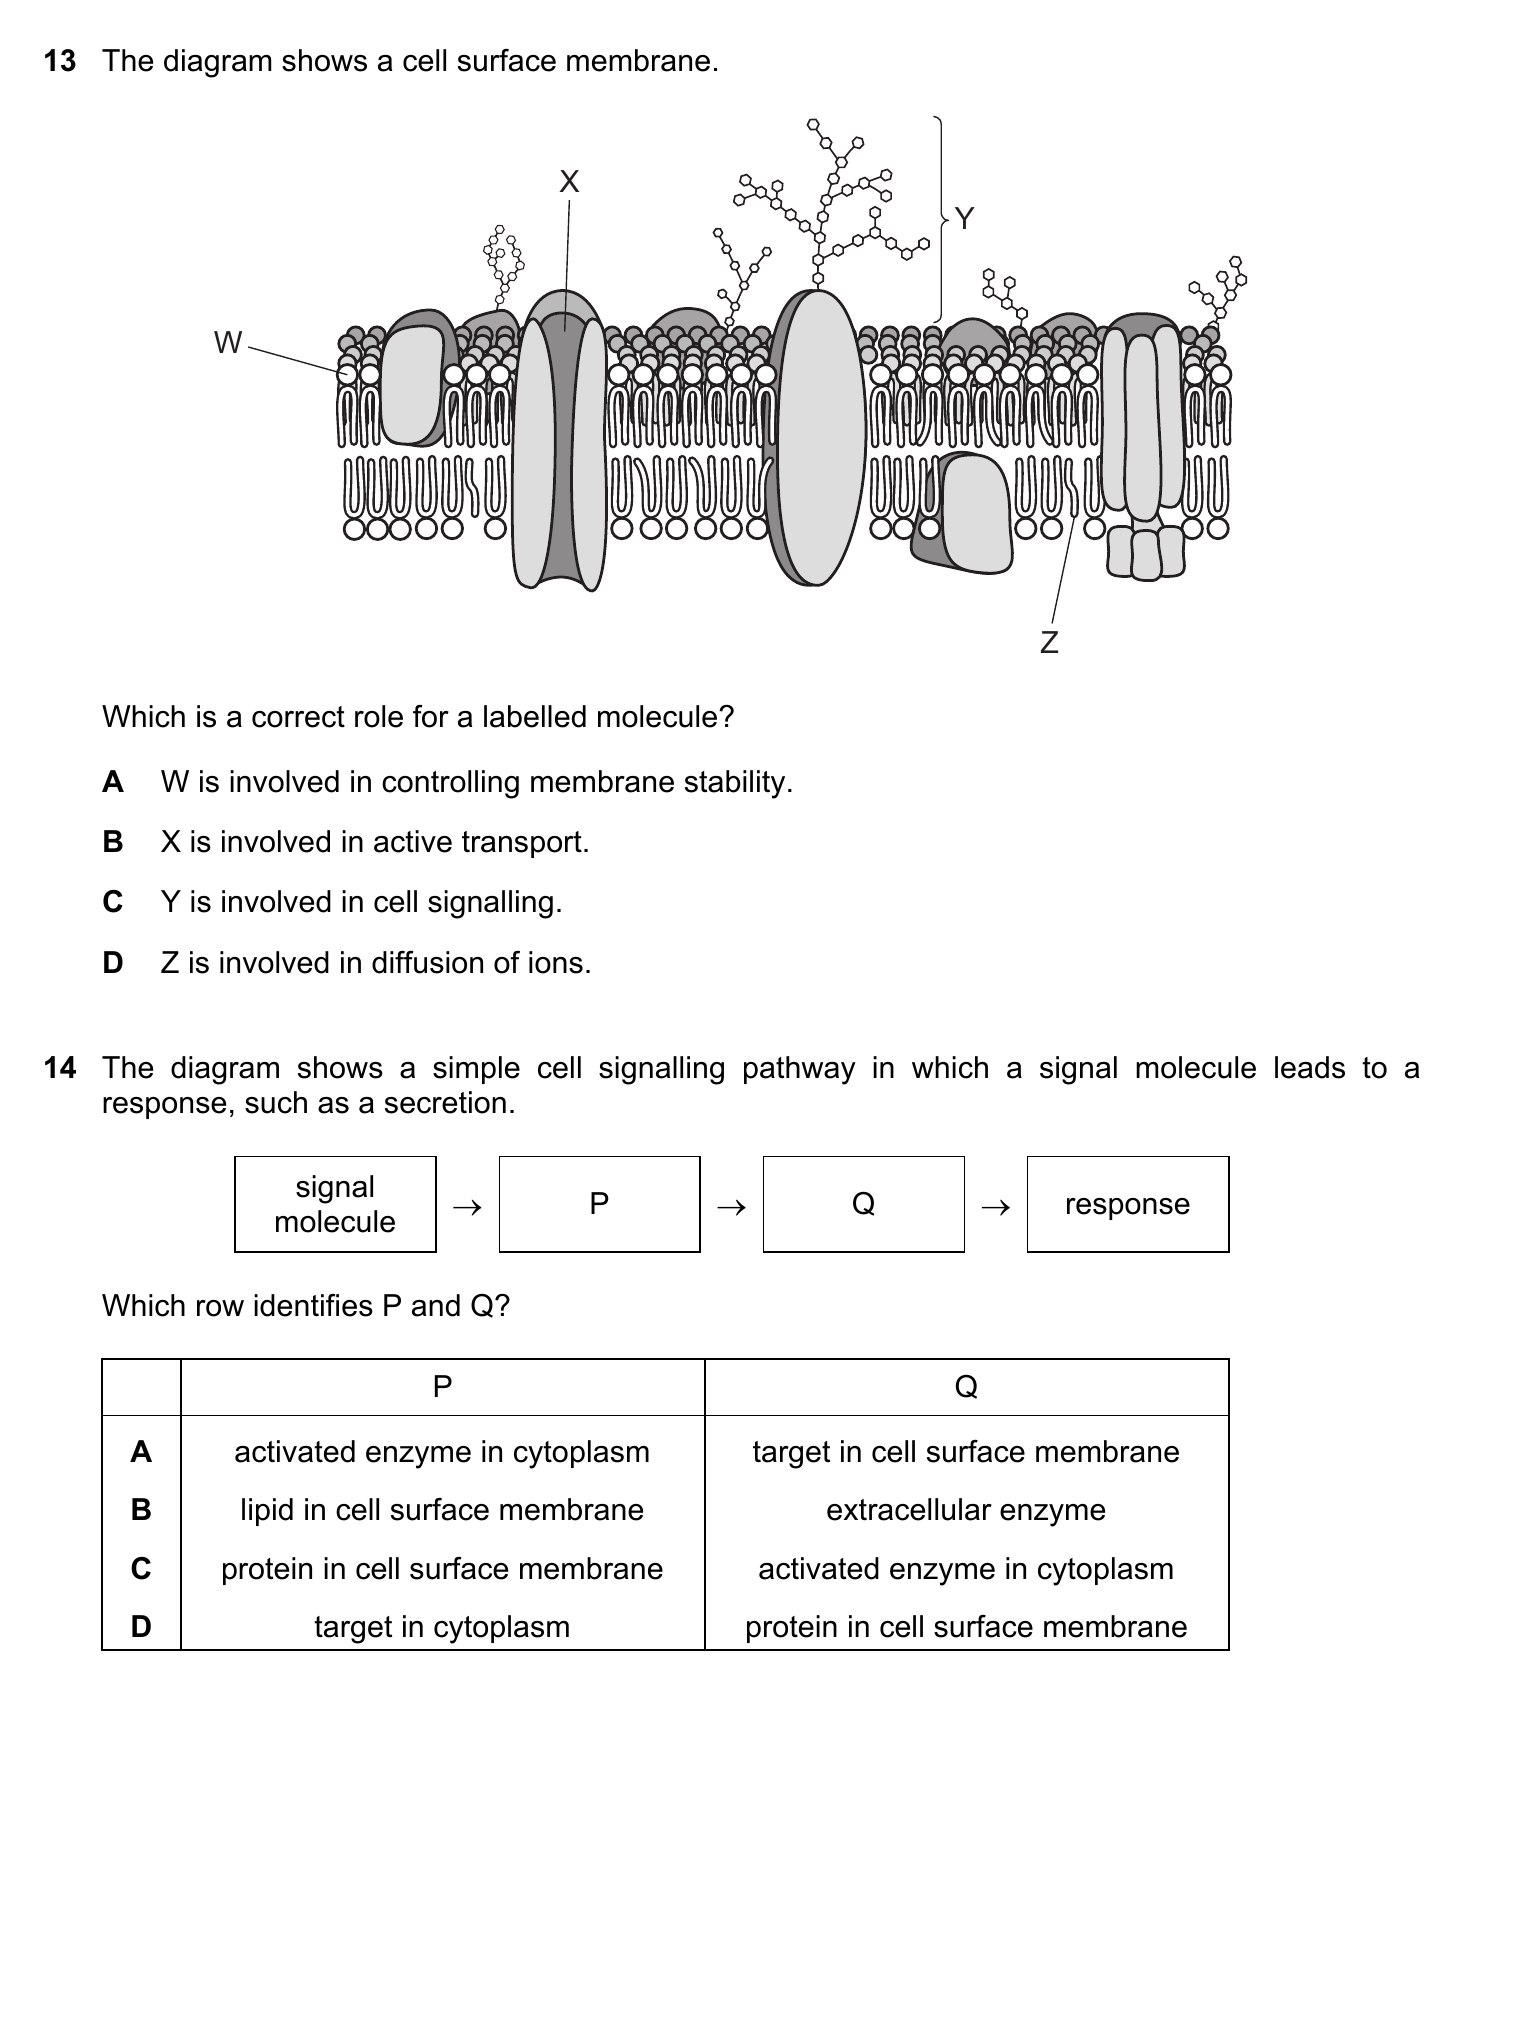 13 The diagram shows a cell surface membrane.
X
Y
W
Z
Which is a correct role for a labelled molecule?
A W is involved in controlling membrane stability.
B X is involved in active transport.
C Y is involved in cell signalling.
D Z is involved in diffusion of ions.
14 The diagram shows a simple cell signalling pathway in which a signal molecule leads to a
response, such as a secretion.
signal
molecule → P → Q → response
Which row identifies P and Q?
P Q
A activated enzyme in cytoplasm target in cell surface membrane
B lipid in cell surface membrane extracellular enzyme
C protein in cell surface membrane activated enzyme in cytoplasm
D target in cytoplasm protein in cell surface membrane